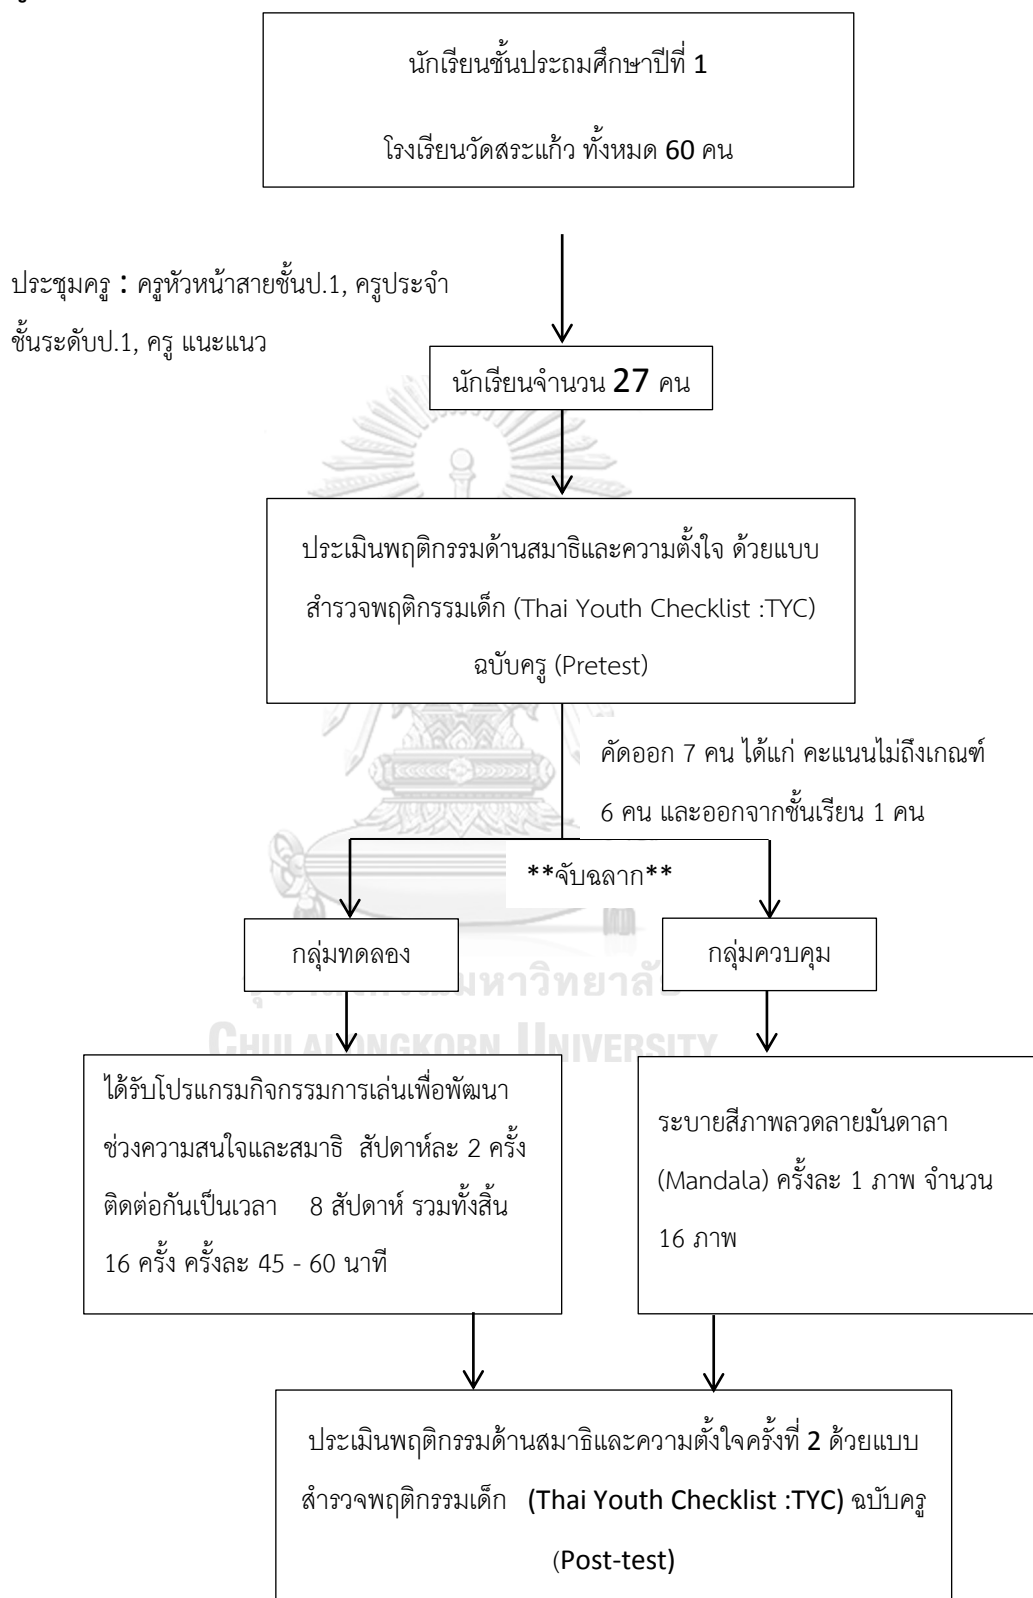 นักเรียนชั้นประถมศึกษาปีที่ 1
โรงเรียนวัดสระแก้ว ทั้งหมด 60 คน
ประชุมครู : ครูหัวหน้าสายชั้นป.1, ครูประจำ
ชั้นระดับป.1, ครู แนะแนว
นักเรียนจำนวน 27 คน
ประเมินพฤติกรรมด้านสมาธิและความตั้งใจ ด้วยแบบ
สำรวจพฤติกรรมเด็ก (Thai Youth Checklist :TYC)
ฉบับครู (Pretest)
คัดออก 7 คน ได้แก่ คะแนนไม่ถึงเกณฑ์
6 คน และออกจากชั้นเรียน 1 คน
**จับฉลาก**
กลุ่มทดลอง
กลุ่มควบคุม
มหาวิทยาลัย
CHULALONGKORN UNIVERSITY
ได้รับโปรแกรมกิจกรรมการเล่นเพื่อพัฒนา
ช่วงความสนใจและสมาธิ สัปดาห์ละ 2 ครั้ง
ติดต่อกันเป็นเวลา 8 สัปดาห์ รวมทั้งสิ้น
16 ครั้ง ครั้งละ 45 - 60 นาที
ระบายสีภาพลวดลายมันดาลา
(Mandala) ครั้งละ 1 ภาพ จำนวน
16 ภาพ
ประเมินพฤติกรรมด้านสมาธิและความตั้งใจครั้งที่ 2 ด้วยแบบ
สำรวจพฤติกรรมเด็ก (Thai Youth Checklist :TYC) ฉบับครู
(Post-test)